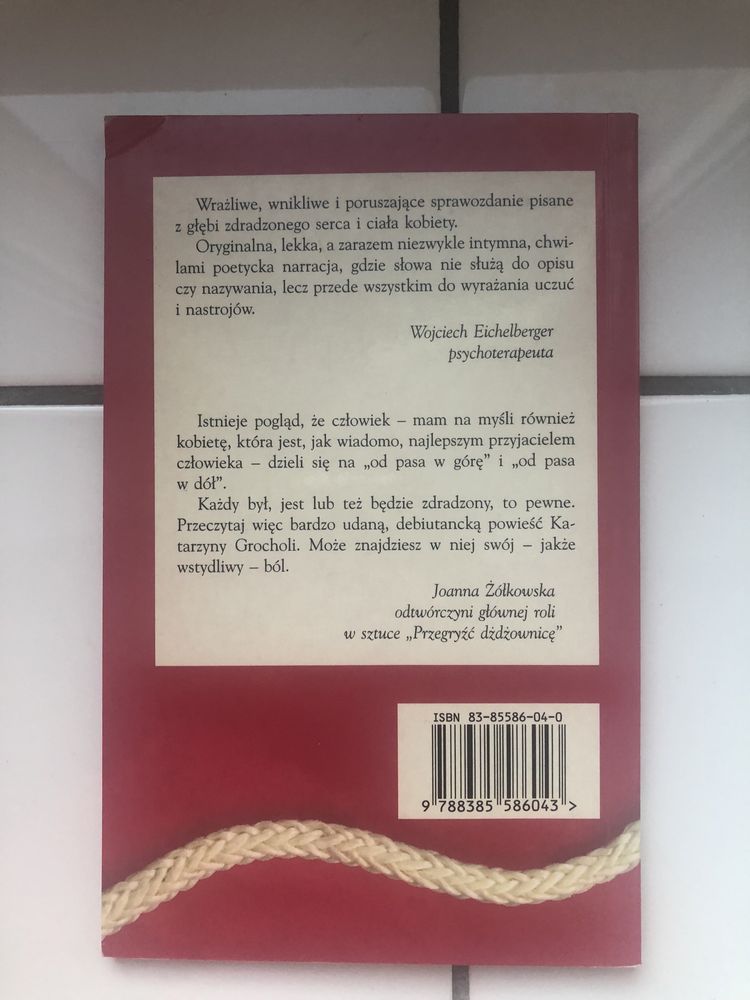 Wrażliwe, wnikliwe i poruszające sprawozdanie pisane
z głębi zdradzonego serca i ciała kobiety.
Oryginalna, lekka, a zarazem niezwykle intymna, chwi-
lami poetycka narracja, gdzie słowa nie służą do opisu
czy nazywania, lecz przede wszystkim do wyrażania uczuć
i nastrojów.
Wojciech Eichelberger
psychoterapeuta
Istnieje pogląd, że człowiek – mam na myśli również
kobietę, która jest, jak wiadomo, najlepszym przyjacielem
człowieka – dzieli się na „od pasa w górę” i „od pasa
w dół”.
Każdy był, jest lub też będzie zdradzony, to pewne.
Przeczytaj więc bardzo udaną, debiutancką powieść Ka-
tarzyny Grocholi. Może znajdziesz w niej swój – jakże
wstydliwy – ból.
Joanna Żółkowska
odtwórczyni głównej roli
w sztuce „Przegryźć dżdżownicę”
ISBN 83-85586-04-0
9 788385 586043 >